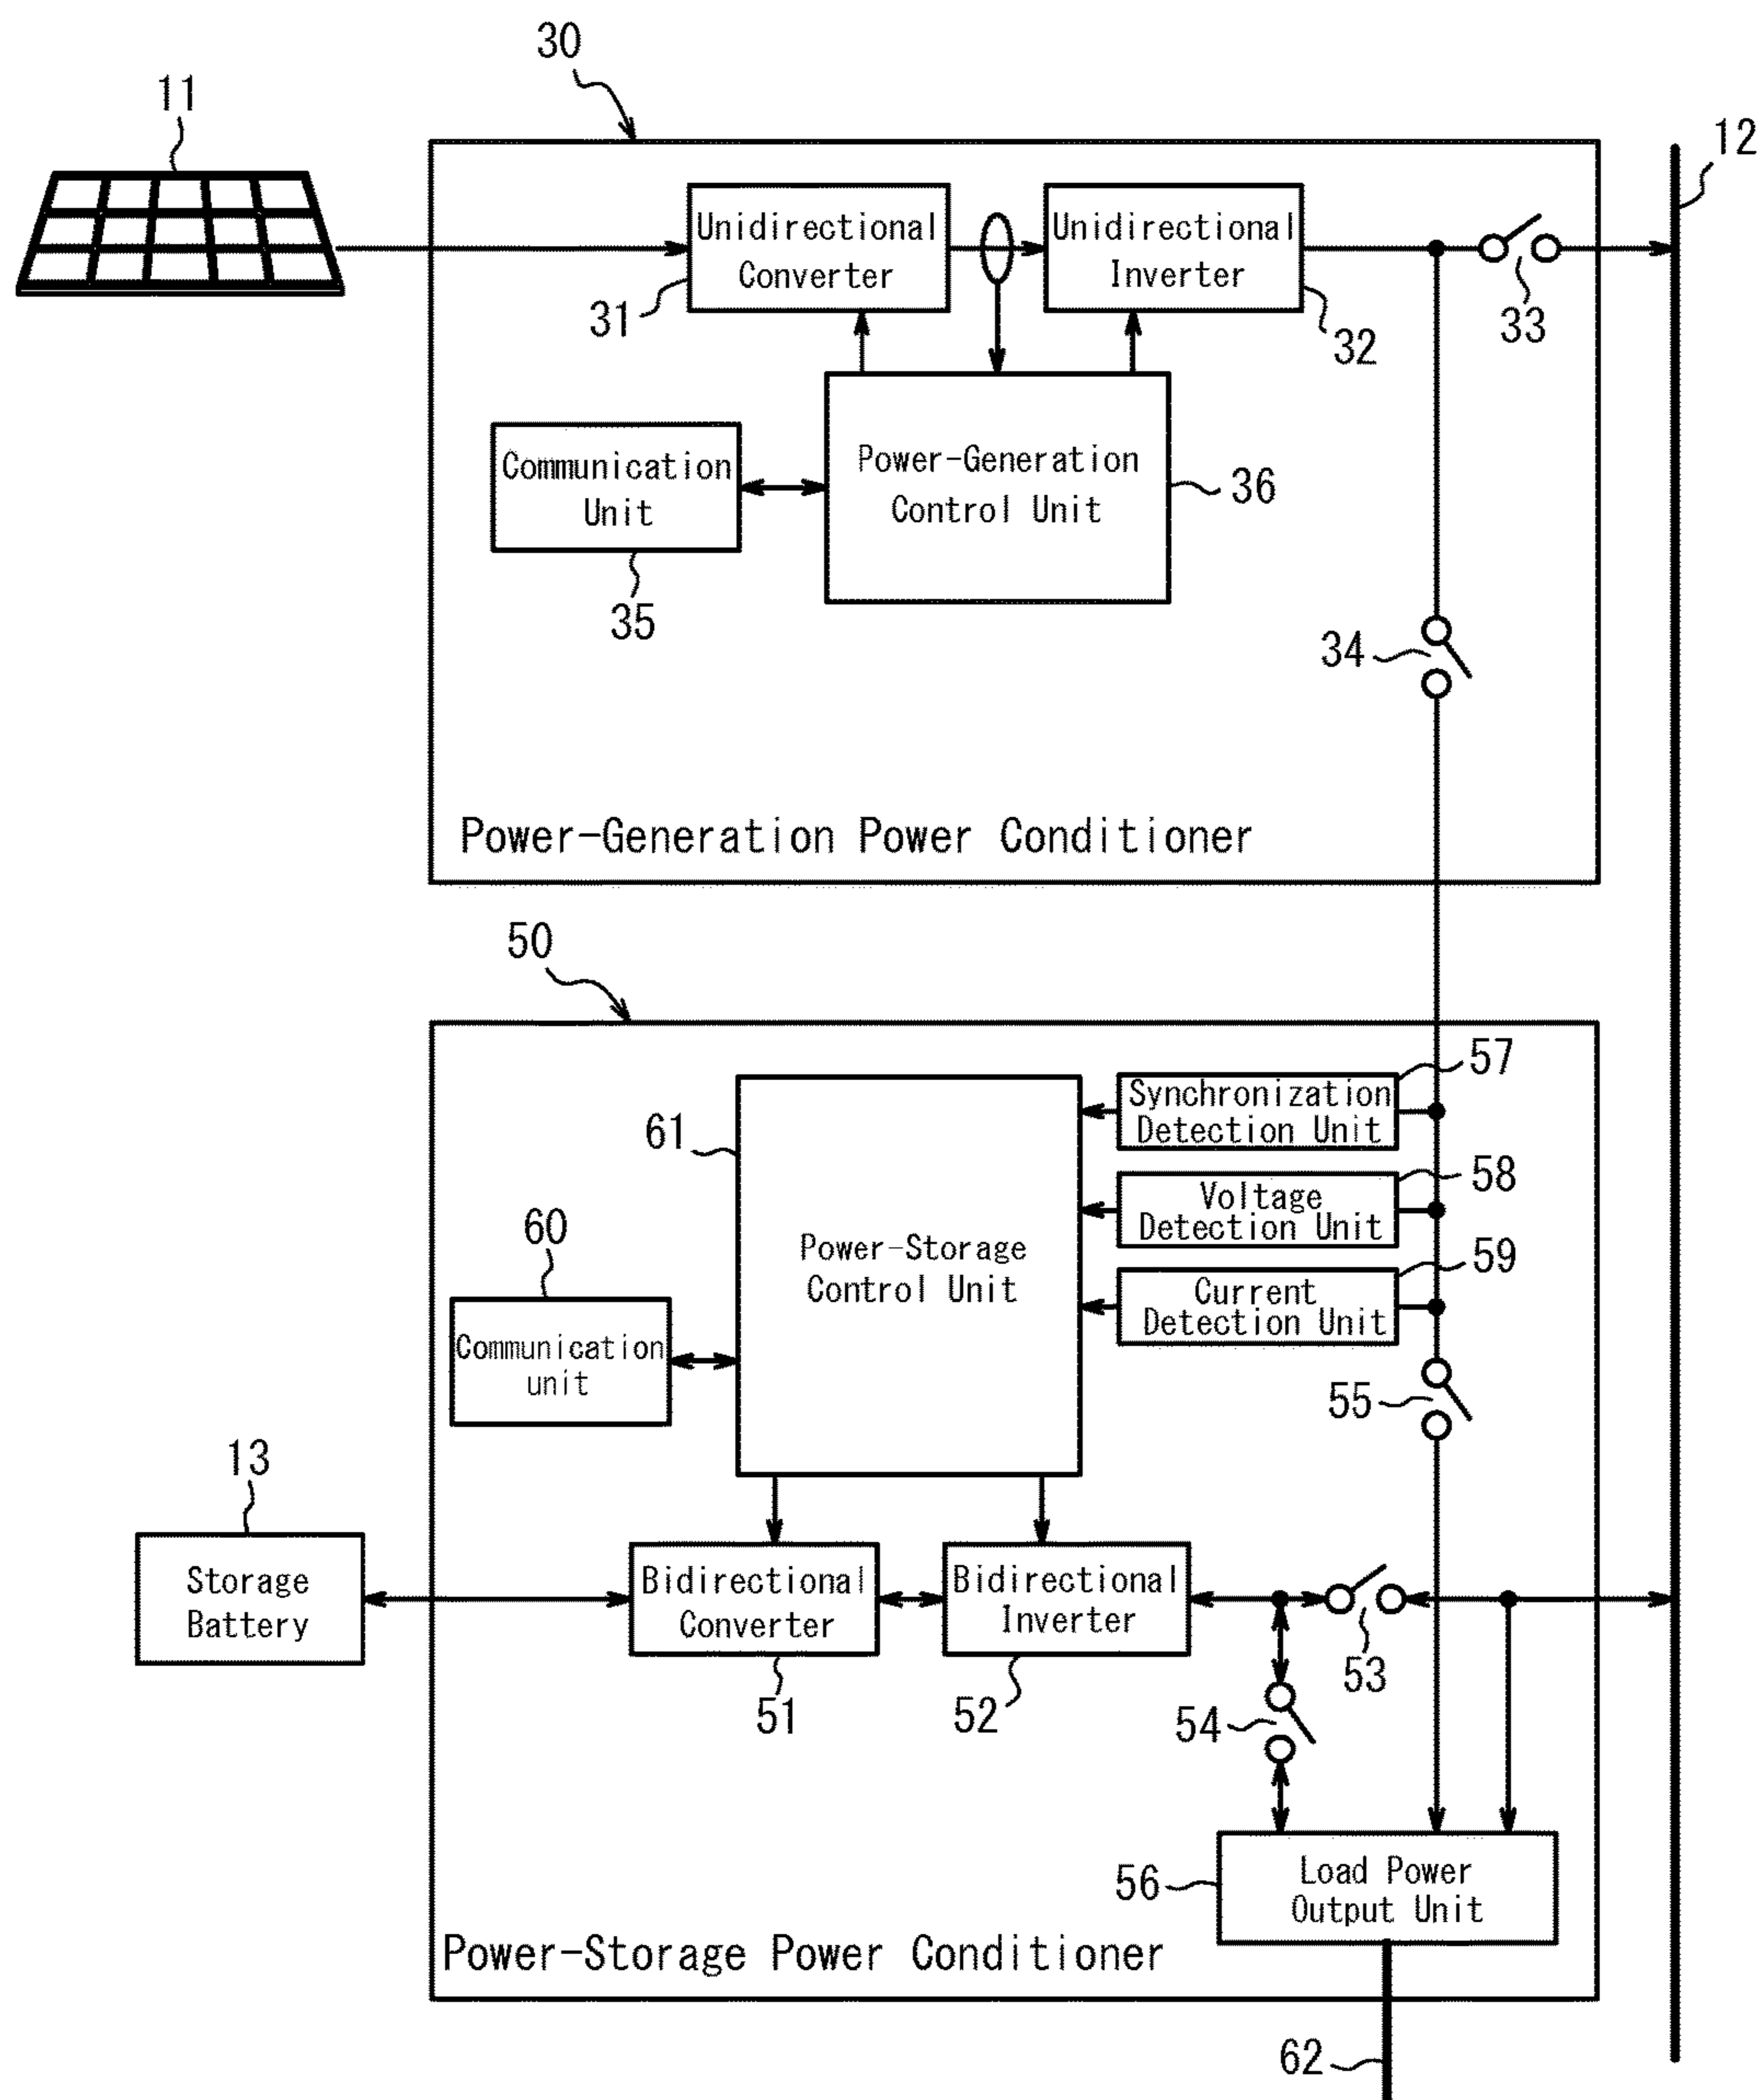 30
11
12
Unidirectional
Converter
Unidirectional
Inverter
31
32
33
Communication
Unit
Power-Generation
Control Unit
36
35
34
Power-Generation Power Conditioner
50
57
Synchronization
Detection Unit
61
58
Voltage
Detection Unit
60
Power-Storage
Control Unit
59
Current
Detection Unit
Communication
unit
55
13
Storage
Battery
Bidirectional
Converter
Bidirectional
Inverter
53
51
52
54
56
Load Power
Output Unit
Power-Storage Power Conditioner
62